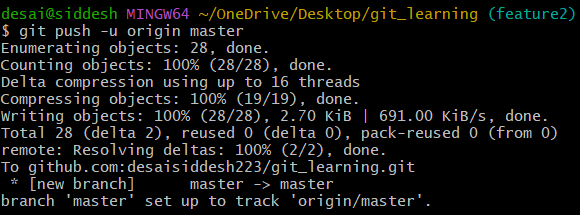 desai@siddesh MINGW64 ~/OneDrive/Desktop/git_learning (feature2)
$ git push -u origin master
Enumerating objects: 28, done.
Counting objects: 100% (28/28), done.
Delta compression using up to 16 threads
Compressing objects: 100% (19/19), done.
Writing objects: 100% (28/28), 2.70 KiB | 691.00 KiB/s, done.
Total 28 (delta 2), reused 0 (delta 0), pack-reused 0 (from 0)
remote: Resolving deltas: 100% (2/2), done.
To github.com:desaisiddesh223/git_learning.git
 * [new branch]      master -> master
branch 'master' set up to track 'origin/master'.